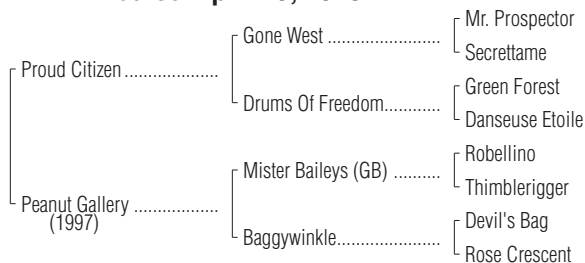 Mr. Prospector
Gone West
Secrettame
Proud Citizen
Green Forest
Drums Of Freedom
Danseuse Etoile
Robellino
Mister Baileys (GB)
Thimblerigger
Peanut Gallery
(1997)
Devil's Bag
Baggywinkle
Rose Crescent